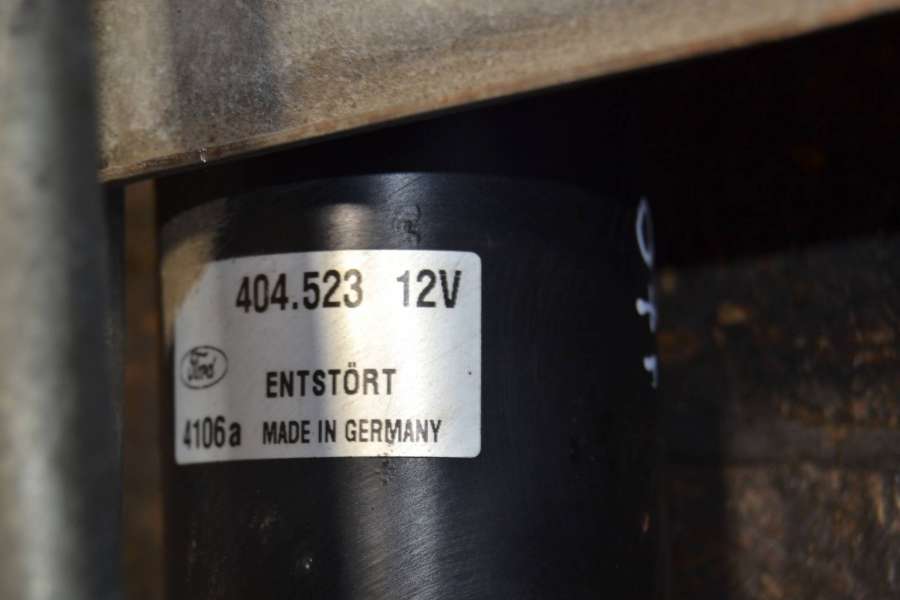 404.523 12V
Ford
ENTSTÖRT
4106a MADE IN GERMANY